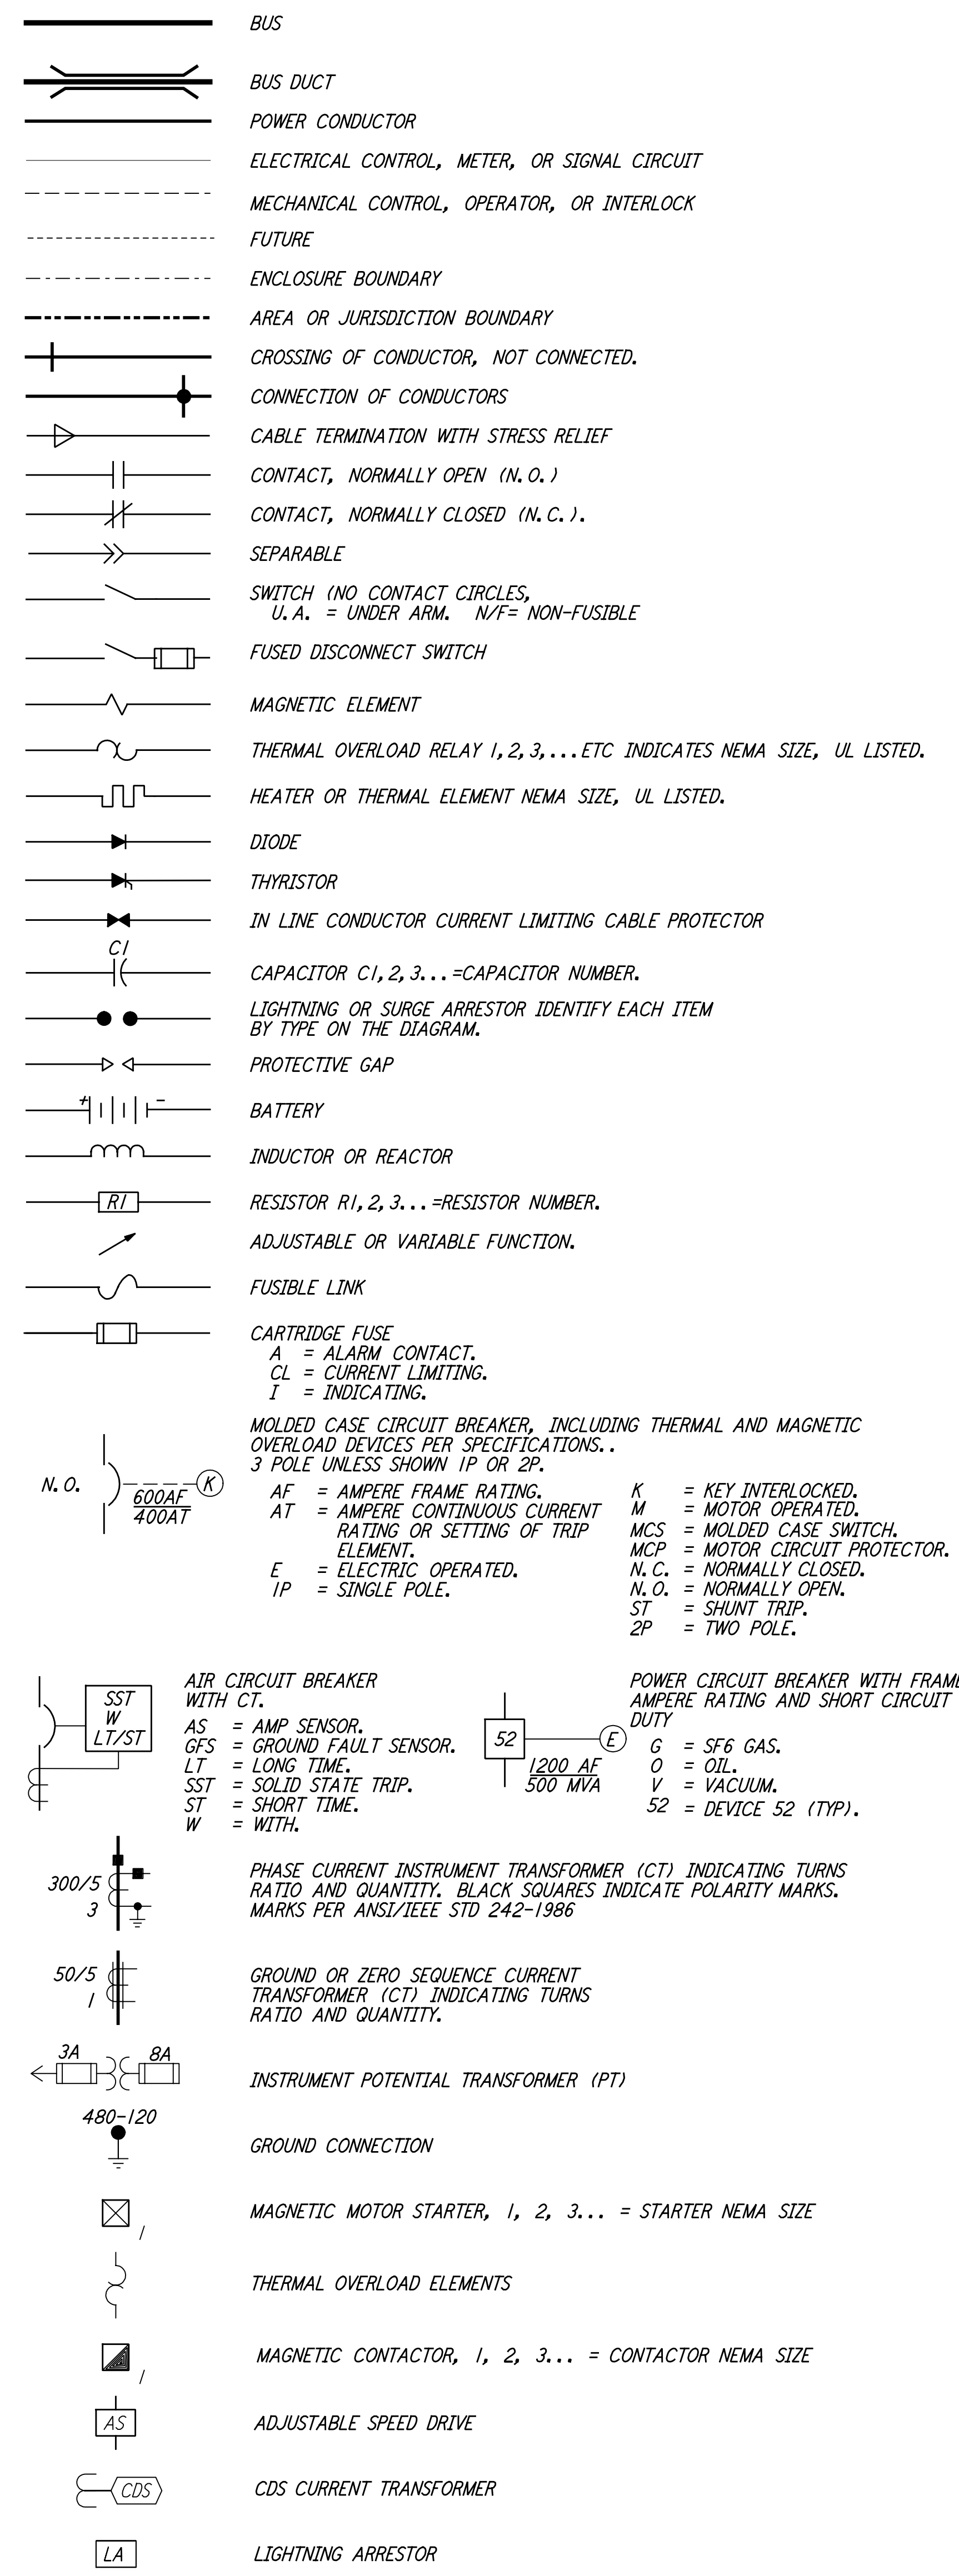 BUS
BUS DUCT
POWER CONDUCTOR
ELECTRICAL CONTROL, METER, OR SIGNAL CIRCUIT
MECHANICAL CONTROL, OPERATOR, OR INTERLOCK
FUTURE
ENCLOSURE BOUNDARY
AREA OR JURISDICTION BOUNDARY
CROSSING OF CONDUCTOR, NOT CONNECTED.
CONNECTION OF CONDUCTORS
CABLE TERMINATION WITH STRESS RELIEF
CONTACT, NORMALLY OPEN (N.O.)
CONTACT, NORMALLY CLOSED (N.C.).
SEPARABLE
SWITCH (NO CONTACT CIRCLES,
U.A. = UNDER ARM. N/F= NON-FUSIBLE
FUSED DISCONNECT SWITCH
MAGNETIC ELEMENT
THERMAL OVERLOAD RELAY 1,2,3,...ETC INDICATES NEMA SIZE, UL LISTED.
HEATER OR THERMAL ELEMENT NEMA SIZE, UL LISTED.
DIODE
THYRISTOR
IN LINE CONDUCTOR CURRENT LIMITING CABLE PROTECTOR
C1
CAPACITOR C1,2,3...=CAPACITOR NUMBER.
LIGHTNING OR SURGE ARRESTOR IDENTIFY EACH ITEM
BY TYPE ON THE DIAGRAM.
PROTECTIVE GAP
+ -
BATTERY
INDUCTOR OR REACTOR
R1
RESISTOR R1,2,3...=RESISTOR NUMBER.
ADJUSTABLE OR VARIABLE FUNCTION.
FUSIBLE LINK
CARTRIDGE FUSE
A = ALARM CONTACT.
CL = CURRENT LIMITING.
I = INDICATING.
N.O.
600AF
400AT
K
MOLDED CASE CIRCUIT BREAKER, INCLUDING THERMAL AND MAGNETIC
OVERLOAD DEVICES PER SPECIFICATIONS..
3 POLE UNLESS SHOWN 1P OR 2P.
AF = AMPERE FRAME RATING.
AT = AMPERE CONTINUOUS CURRENT
RATING OR SETTING OF TRIP
ELEMENT.
E = ELECTRIC OPERATED.
1P = SINGLE POLE.
K = KEY INTERLOCKED.
M = MOTOR OPERATED.
MCS = MOLDED CASE SWITCH.
MCP = MOTOR CIRCUIT PROTECTOR.
N.C. = NORMALLY CLOSED.
N.O. = NORMALLY OPEN.
ST = SHUNT TRIP.
2P = TWO POLE.
SST
W
LT/ST
AIR CIRCUIT BREAKER
WITH CT.
AS = AMP SENSOR.
GFS = GROUND FAULT SENSOR.
LT = LONG TIME.
SST = SOLID STATE TRIP.
ST = SHORT TIME.
W = WITH.
52
E
1200 AF
500 MVA
POWER CIRCUIT BREAKER WITH FRAME
AMPERE RATING AND SHORT CIRCUIT
DUTY
G = SF6 GAS.
O = OIL.
V = VACUUM.
52 = DEVICE 52 (TYP).
300/5
3
PHASE CURRENT INSTRUMENT TRANSFORMER (CT) INDICATING TURNS
RATIO AND QUANTITY. BLACK SQUARES INDICATE POLARITY MARKS.
MARKS PER ANSI/IEEE STD 242-1986
50/5
1
GROUND OR ZERO SEQUENCE CURRENT
TRANSFORMER (CT) INDICATING TURNS
RATIO AND QUANTITY.
3A 8A
INSTRUMENT POTENTIAL TRANSFORMER (PT)
480-120
GROUND CONNECTION
1
MAGNETIC MOTOR STARTER, 1, 2, 3... = STARTER NEMA SIZE
THERMAL OVERLOAD ELEMENTS
1
MAGNETIC CONTACTOR, 1, 2, 3... = CONTACTOR NEMA SIZE
AS
ADJUSTABLE SPEED DRIVE
CDS
CDS CURRENT TRANSFORMER
LA
LIGHTNING ARRESTOR